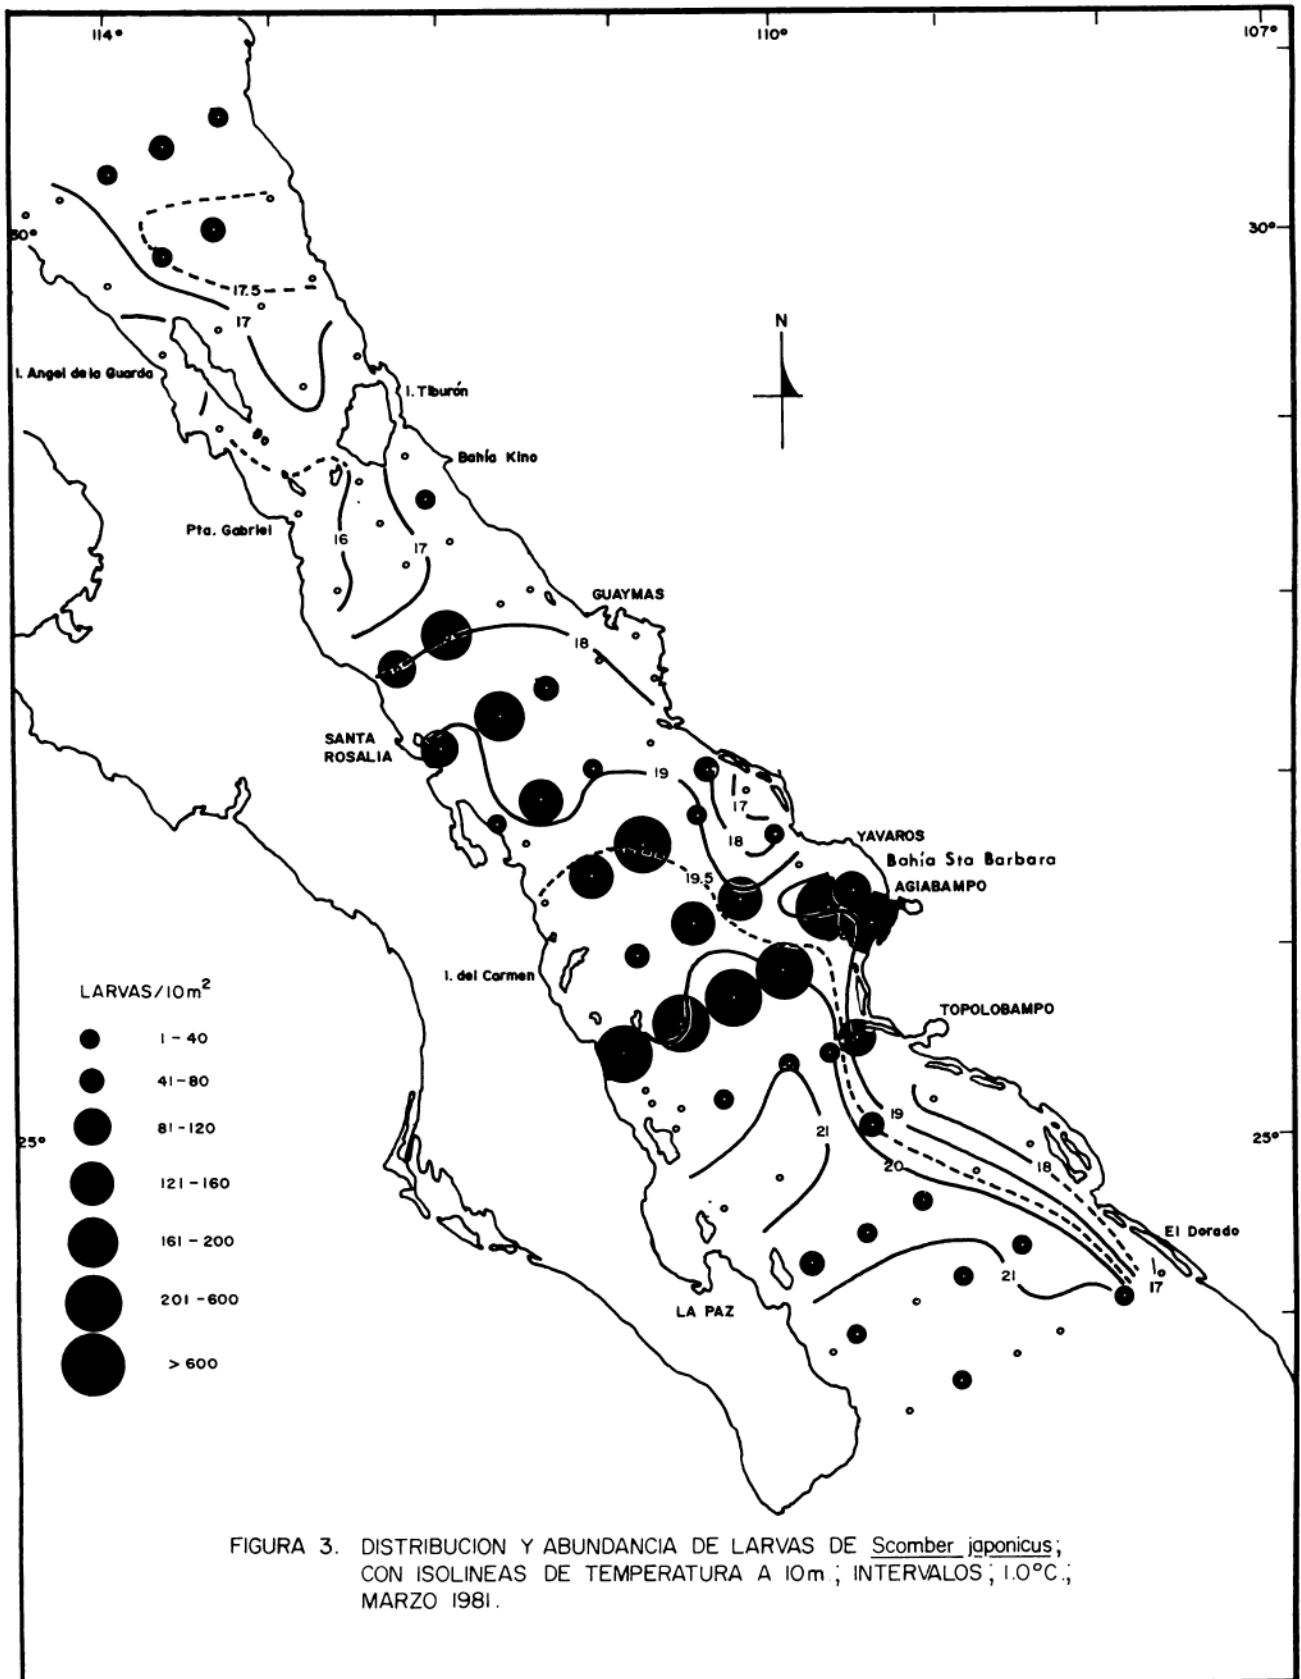 114°
110°
107°
30°
30°
17.5
17
N
I. Angel de la Guarda
I. Tiburón
Bahía Kino
Pta. Gabriel
16
17
GUAYMAS
18
SANTA
ROSALIA
19
17
18
YAVAROS
Bahía Sta Barbara
19.5
AGIABAMPO
I. del Carmen
LARVAS/10m²
TOPOLOBAMPO
1-40
41-80
81-120
19
21
25°
25°
20
18
121-160
161-200
El Dorado
21
17
201-600
LA PAZ
>600
FIGURA 3. DISTRIBUCION Y ABUNDANCIA DE LARVAS DE Scomber japonicus;
CON ISOLINEAS DE TEMPERATURA A 10m.; INTERVALOS; 1.0°C.;
MARZO 1981.